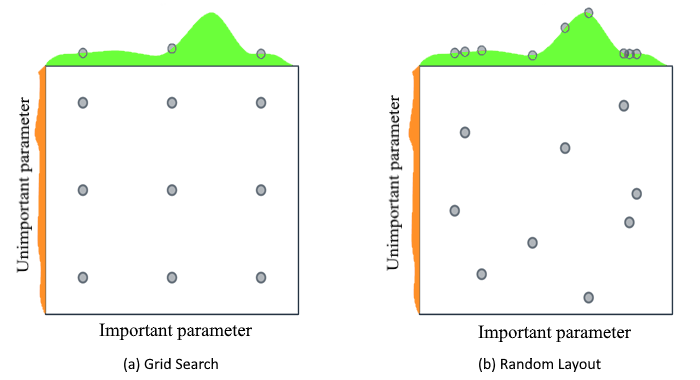 Unimportant parameter
Important parameter
(a) Grid Search
Unimportant parameter
Important parameter
(b) Random Layout